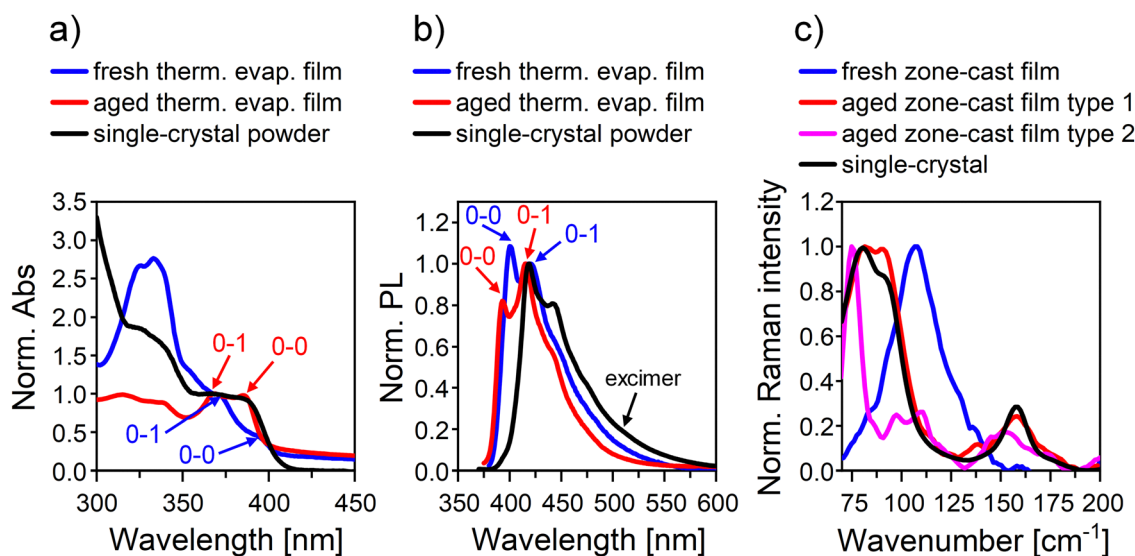 a)
fresh therm. evap. film
aged therm. evap. film
single-crystal powder
3.5
3.0
2.5
2.0
1.5
1.0
0.5
0.0
Norm. Abs
0-1
0-0
0-1
0-0
300
350
400
450
Wavelength [nm]
b)
fresh therm. evap. film
aged therm. evap. film
single-crystal powder
1.2
1.0
0.8
0.6
0.4
0.2
0.0
Norm. PL
0-0
0-1
0-0
0-1
excimer
350
400
450
500
550
600
Wavelength [nm]
c)
fresh zone-cast film
aged zone-cast film type 1
aged zone-cast film type 2
single-crystal
1.2
1.0
0.8
0.6
0.4
0.2
0.0
Norm. Raman intensity
75
100
125
150
175
200
Wavenumber [cm⁻¹]